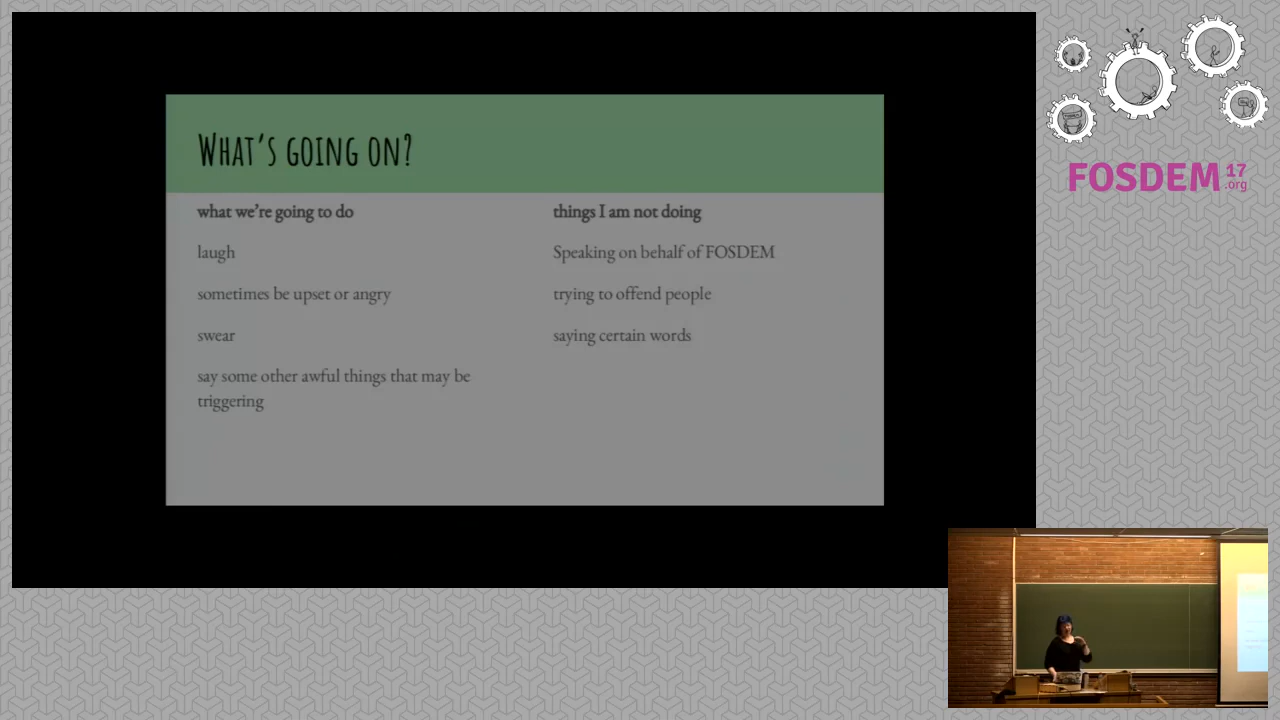 What's going on?
what we're going to do
laugh
sometimes be upset or angry
swear
say some other awful things that may be
triggering
things I am not doing
Speaking on behalf of FOSDEM
trying to offend people
saying certain words
FOSDEM 17
.org